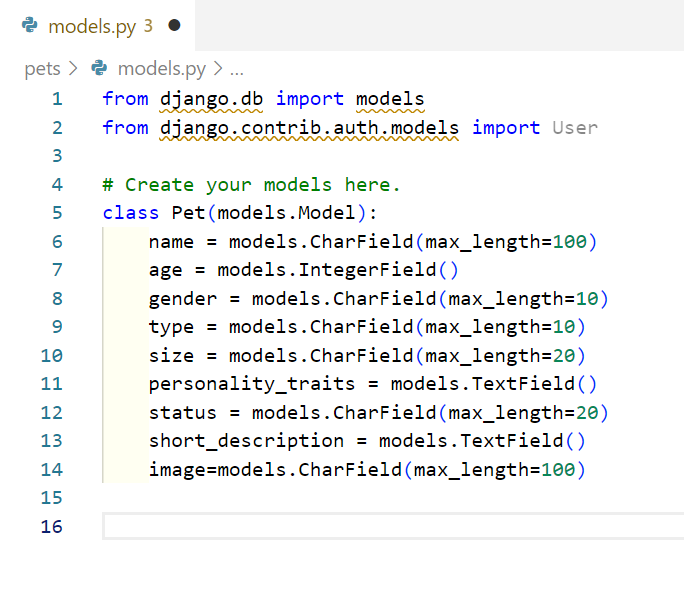 models.py 3
pets > models.py > ...
1 from django.db import models
2 from django.contrib.auth.models import User
3
4 # Create your models here.
5 class Pet(models.Model):
6     name = models.CharField(max_length=100)
7     age = models.IntegerField()
8     gender = models.CharField(max_length=10)
9     type = models.CharField(max_length=10)
10     size = models.CharField(max_length=20)
11     personality_traits = models.TextField()
12     status = models.CharField(max_length=20)
13     short_description = models.TextField()
14     image=models.CharField(max_length=100)
15
16